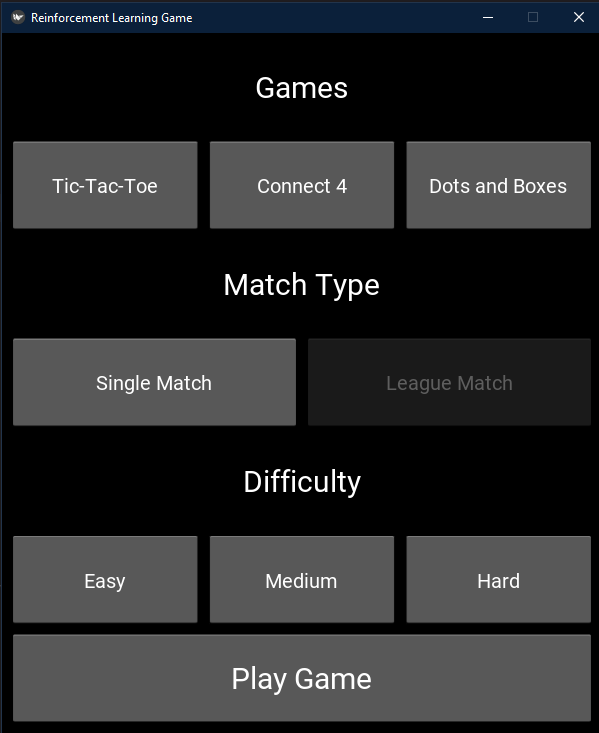 Reinforcement Learning Game
Games
Tic-Tac-Toe Connect 4 Dots and Boxes
Match Type
Single Match League Match
Difficulty
Easy Medium Hard
Play Game